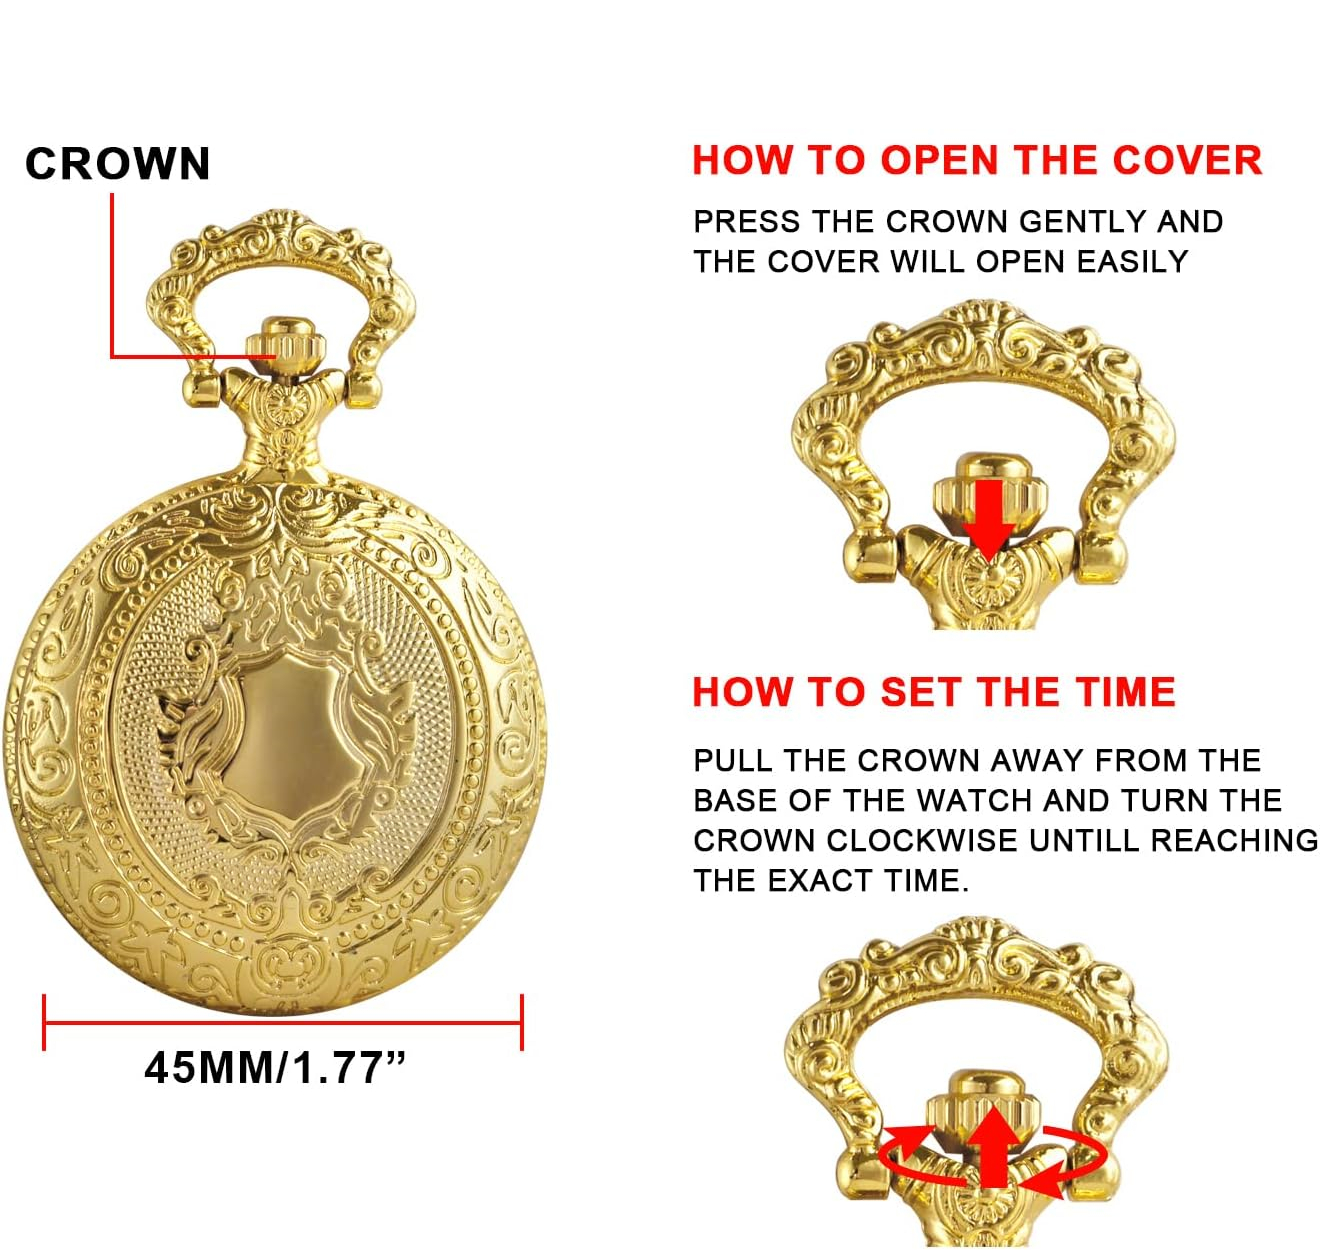 CROWN
45MM/1.77”
HOW TO OPEN THE COVER
PRESS THE CROWN GENTLY AND
THE COVER WILL OPEN EASILY
HOW TO SET THE TIME
PULL THE CROWN AWAY FROM THE
BASE OF THE WATCH AND TURN THE
CROWN CLOCKWISE UNTILL REACHING
THE EXACT TIME.